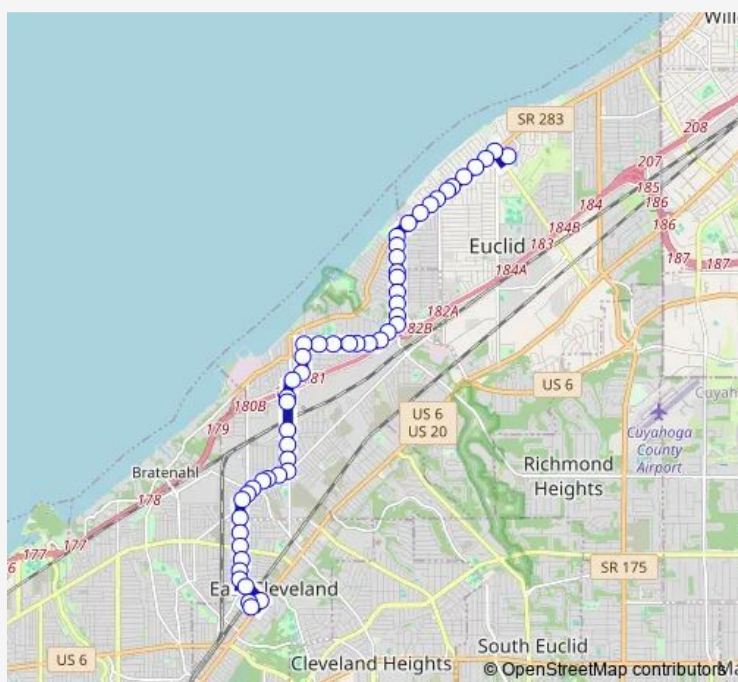 Will
SR 283
208
207
185
184
186
184B
186
Euclid
183
187
187
184A
182A
182B
181
US 6
180B
US 6
US 20
Cuyahoga
County
Airport
179
Richmond
Heights
Bratenahl
178
177
177
East Cleveland
SR 175
South Euclid
US 6
Cleveland Heights
© OpenStreetMap contributors